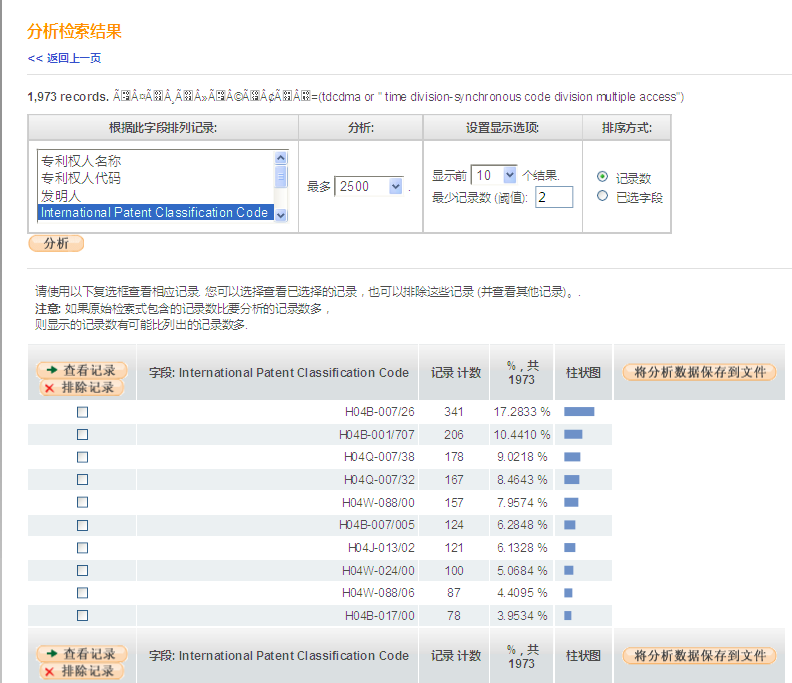 分析检索结果
<< 返回上一页
1,973 records. =(tdcdma or " time division-synchronous code division multiple access")
根据此字段排列记录: 分析: 设置显示选项: 排序方式:
专利权人名称
专利权人代码
发明人
International Patent Classification Code
最多 2500 .
显示前 10 个结果.
最少记录数 (阈值): 2
记录数
已选字段
分析
请使用以下复选框查看相应记录. 您可以选择查看已选择的记录，也可以排除这些记录 (并查看其他记录)。.
注意: 如果原始检索式包含的记录数比要分析的记录数多，
则显示的记录数有可能比列出的记录数多.
查看记录
排除记录
字段: International Patent Classification Code 记录 计数 %，共 1973 柱状图 将分析数据保存到文件
H04B-007/26 341 17.2833 %
H04B-001/707 206 10.4410 %
H04Q-007/38 178 9.0218 %
H04Q-007/32 167 8.4643 %
H04W-088/00 157 7.9574 %
H04B-007/005 124 6.2848 %
H04J-013/02 121 6.1328 %
H04W-024/00 100 5.0684 %
H04W-088/06 87 4.4095 %
H04B-017/00 78 3.9534 %
查看记录
排除记录
字段: International Patent Classification Code 记录 计数 %，共 1973 柱状图 将分析数据保存到文件